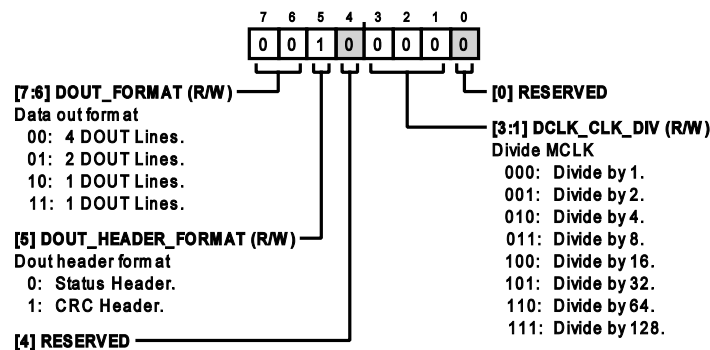 7 6 5 4 3 2 1 0
0 0 1 0 0 0 0 0
[7:6] DOUT_FORMAT (R/W)
Data out format
00: 4 DOUT Lines.
01: 2 DOUT Lines.
10: 1 DOUT Lines.
11: 1 DOUT Lines.
[5] DOUT_HEADER_FORMAT (R/W)
Dout header format
0: Status Header.
1: CRC Header.
[4] RESERVED
[0] RESERVED
[3:1] DCLK_CLK_DIV (R/W)
Divide MCLK
000: Divide by 1.
001: Divide by 2.
010: Divide by 4.
011: Divide by 8.
100: Divide by 16.
101: Divide by 32.
110: Divide by 64.
111: Divide by 128.